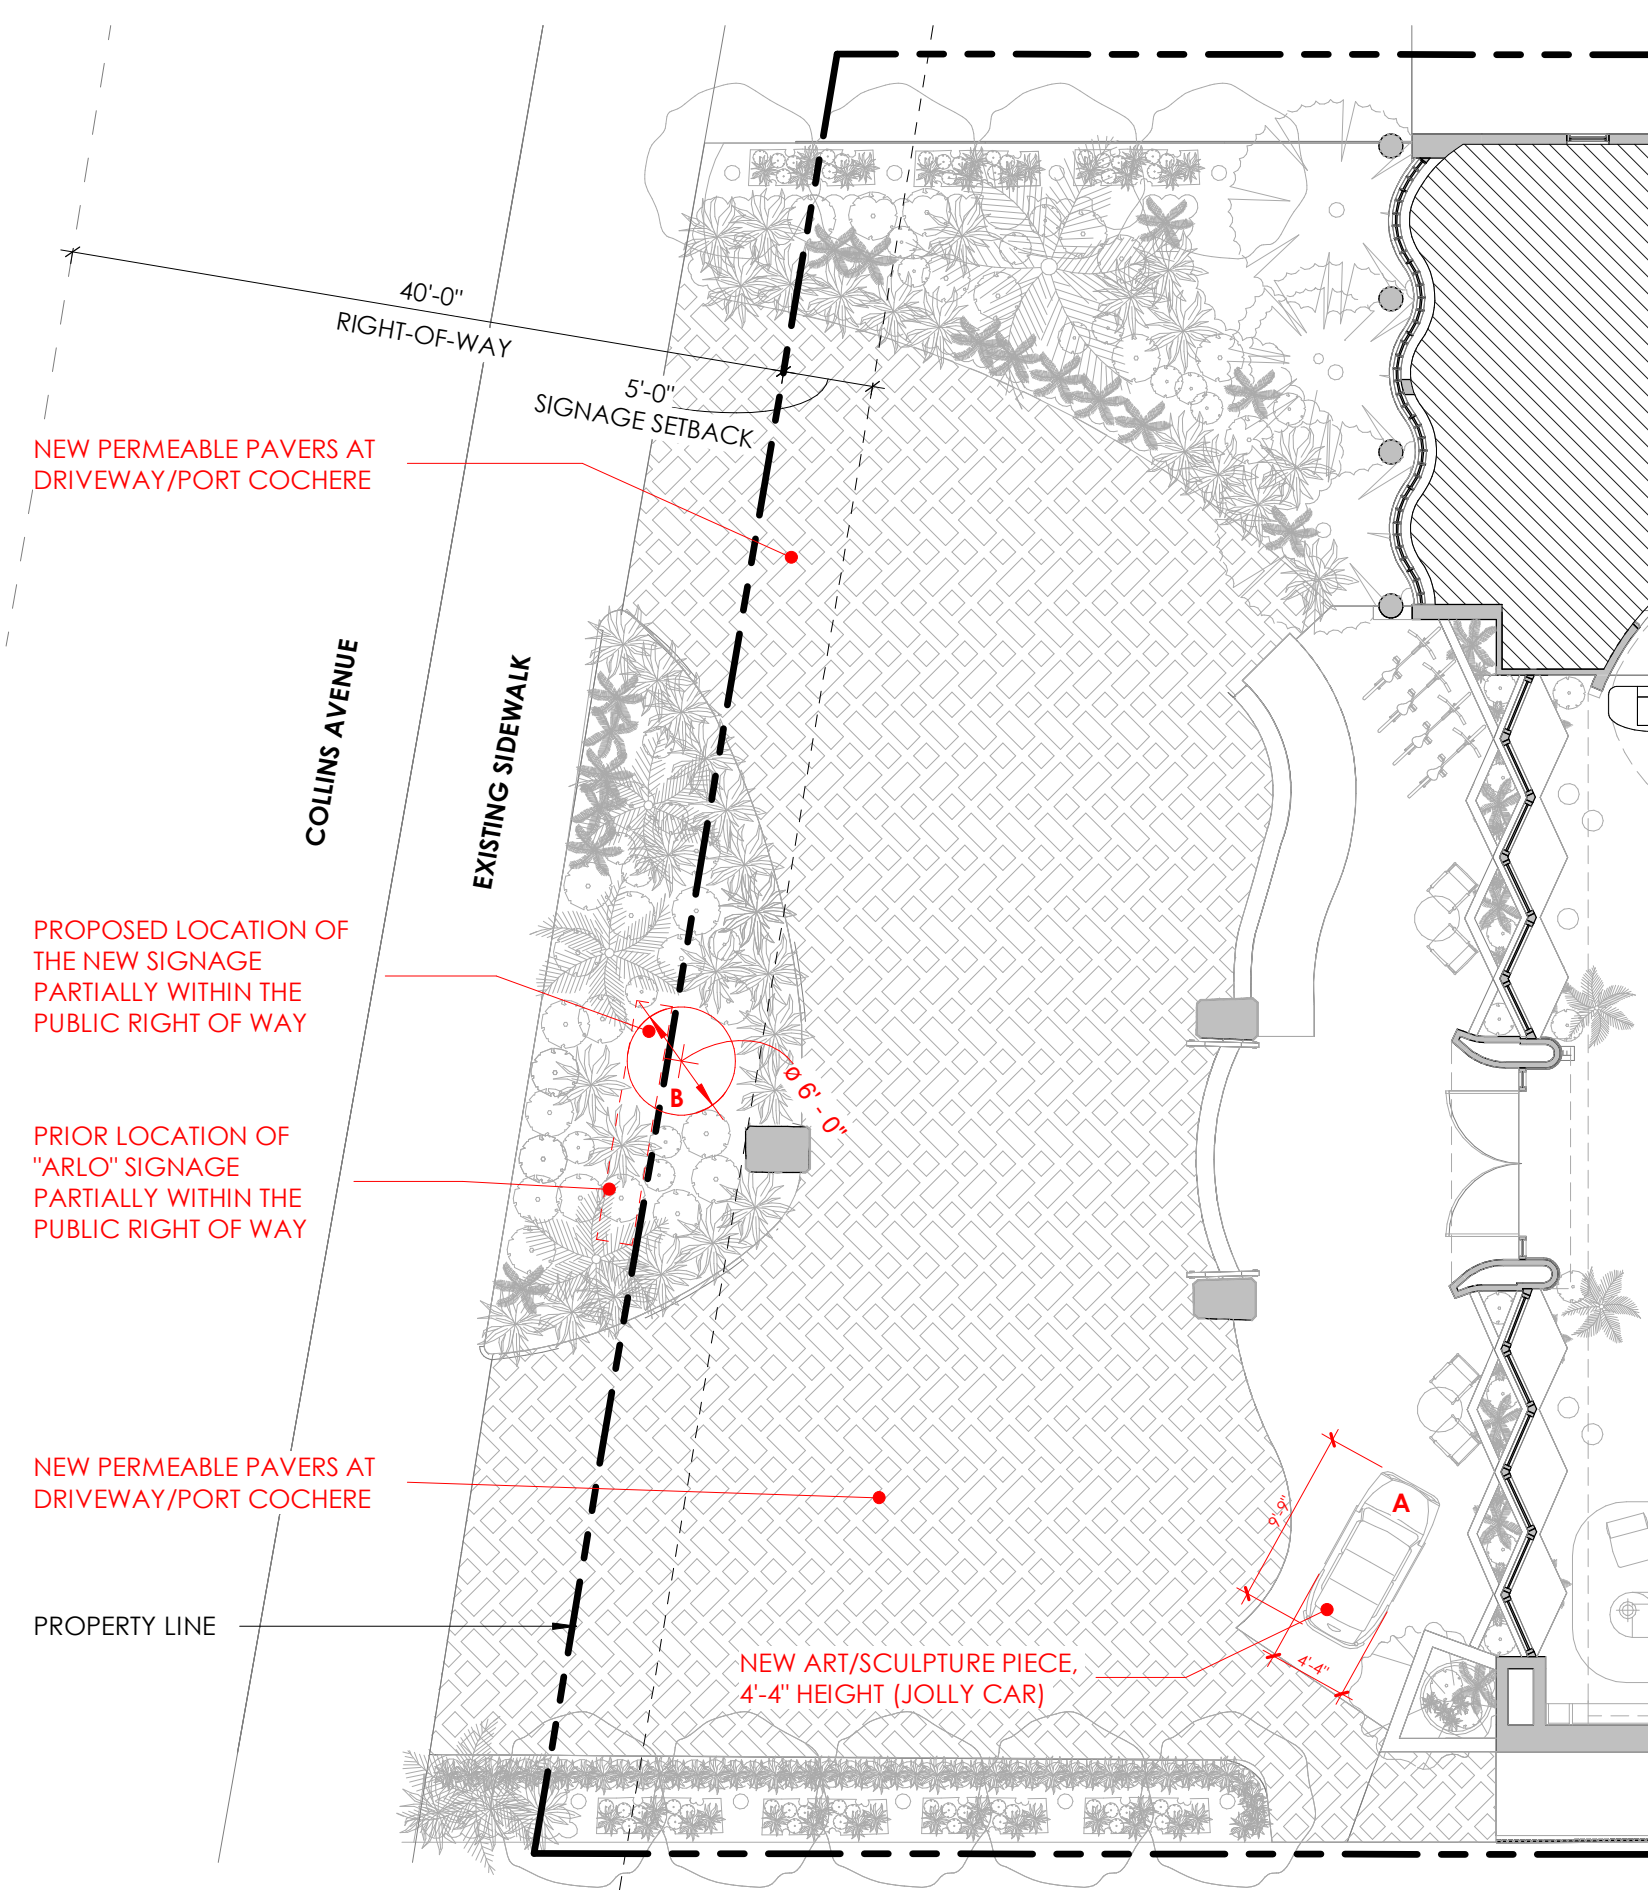 40'-0"
RIGHT-OF-WAY
5'-0"
SIGNAGE SETBACK
NEW PERMEABLE PAVERS AT
DRIVEWAY/PORT COCHERE
COLLINS AVENUE
EXISTING SIDEWALK
PROPOSED LOCATION OF
THE NEW SIGNAGE
PARTIALLY WITHIN THE
PUBLIC RIGHT OF WAY
B
ø 6' - 0"
PRIOR LOCATION OF
"ARLO" SIGNAGE
PARTIALLY WITHIN THE
PUBLIC RIGHT OF WAY
NEW PERMEABLE PAVERS AT
DRIVEWAY/PORT COCHERE
9'-9"
A
PROPERTY LINE
NEW ART/SCULPTURE PIECE,
4'-4" HEIGHT (JOLLY CAR)
4'-4"